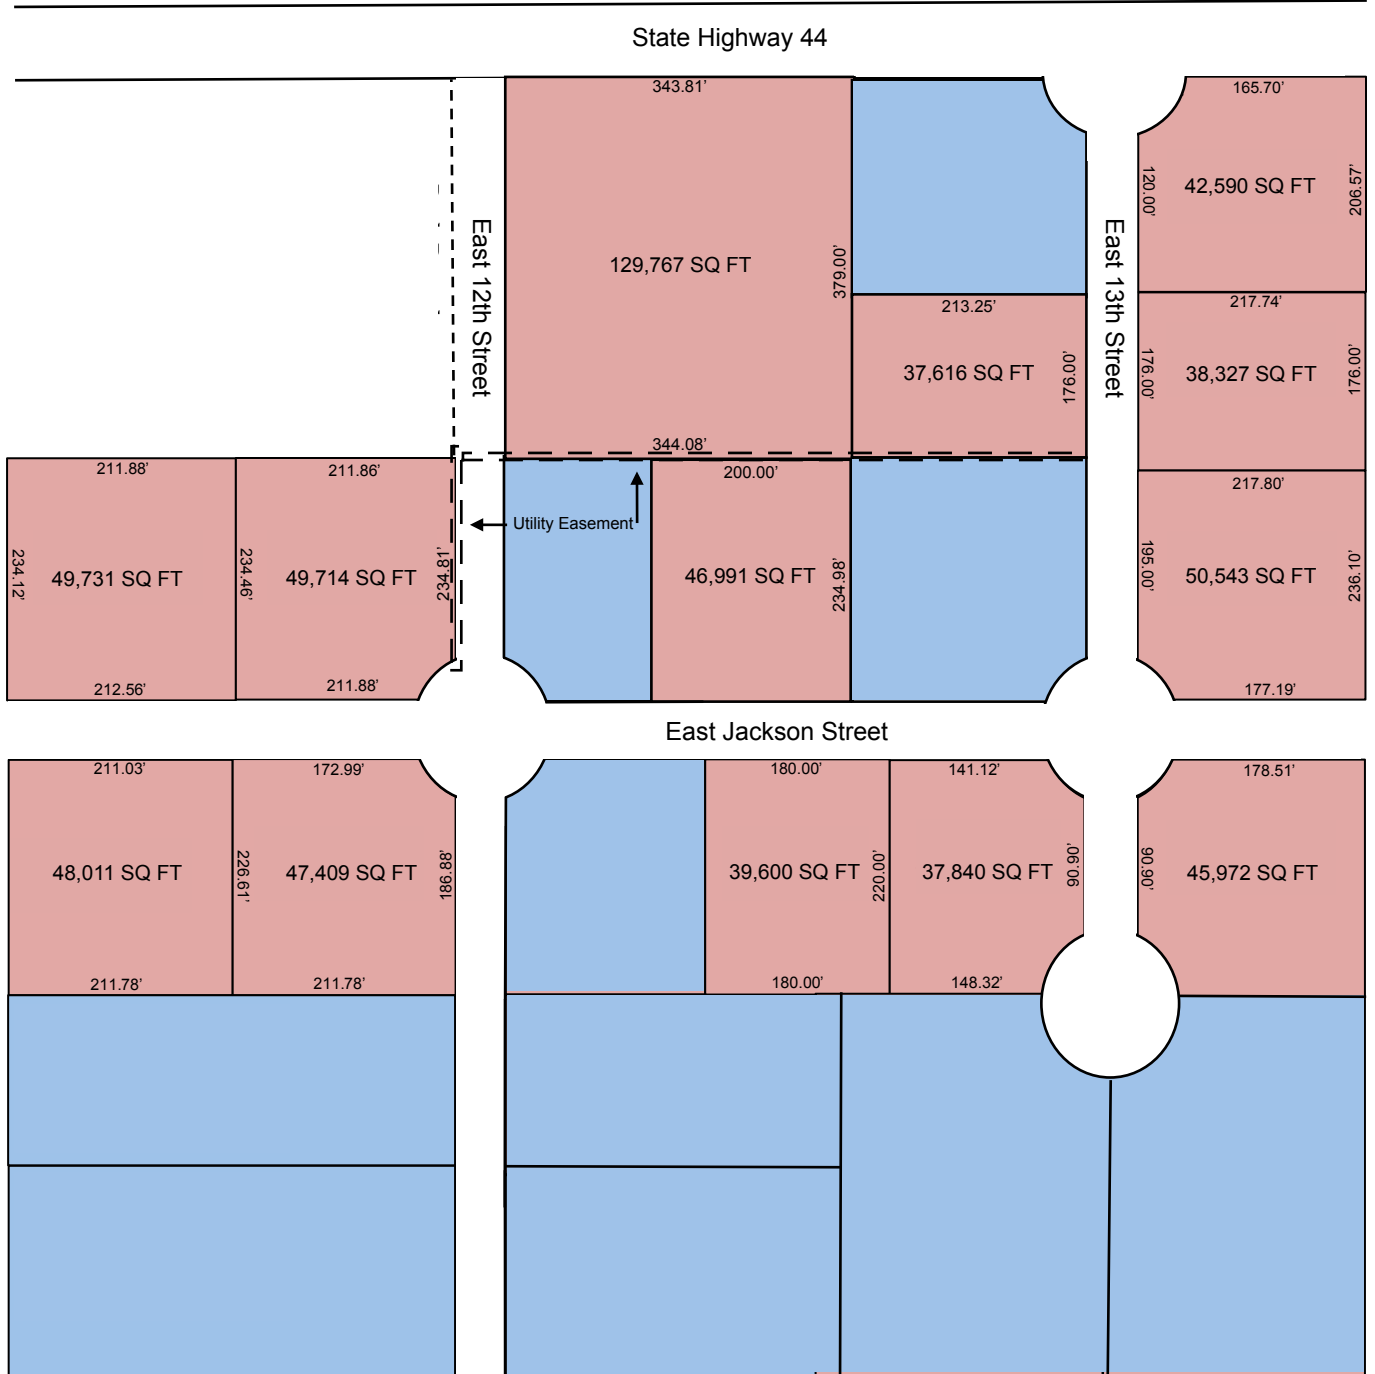 State Highway 44
343.81'
165.70'
120.00'
42,590 SQ FT
206.57'
East 12th Street
129,767 SQ FT
379.00'
East 13th Street
213.25'
217.74'
37,616 SQ FT
176.00'
176.00'
38,327 SQ FT
176.00'
344.08'
211.88'
211.86'
200.00'
217.80'
Utility Easement
234.12'
49,731 SQ FT
234.46'
49,714 SQ FT
234.81'
46,991 SQ FT
234.98'
195.00'
50,543 SQ FT
236.10'
212.56'
211.88'
177.19'
East Jackson Street
211.03'
172.99'
180.00'
141.12'
178.51'
48,011 SQ FT
226.61'
47,409 SQ FT
186.88'
39,600 SQ FT
220.00'
37,840 SQ FT
90.90'
90.90'
45,972 SQ FT
211.78'
211.78'
180.00'
148.32'